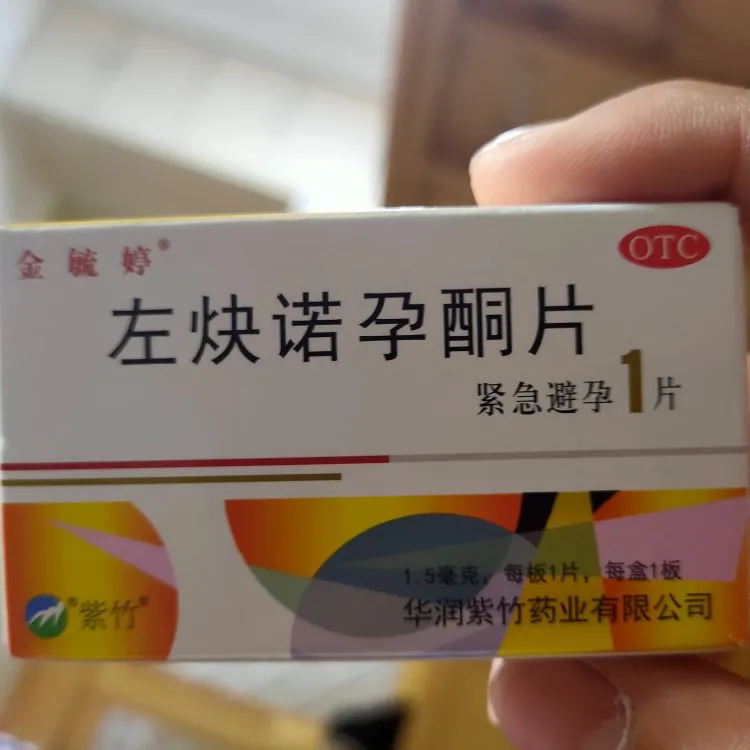 金毓婷®
OTC
左炔诺孕酮片
紧急避孕1片
1.5毫克，每板1片，每盒1板
®紫竹®
华润紫竹药业有限公司